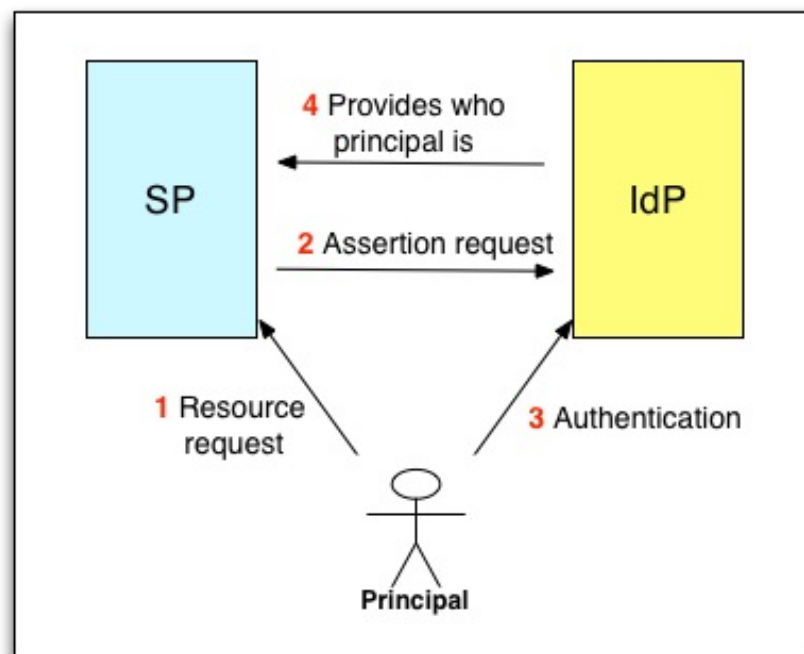 4 Provides who
principal is
SP
IdP
2 Assertion request
1 Resource
request
3 Authentication
Principal